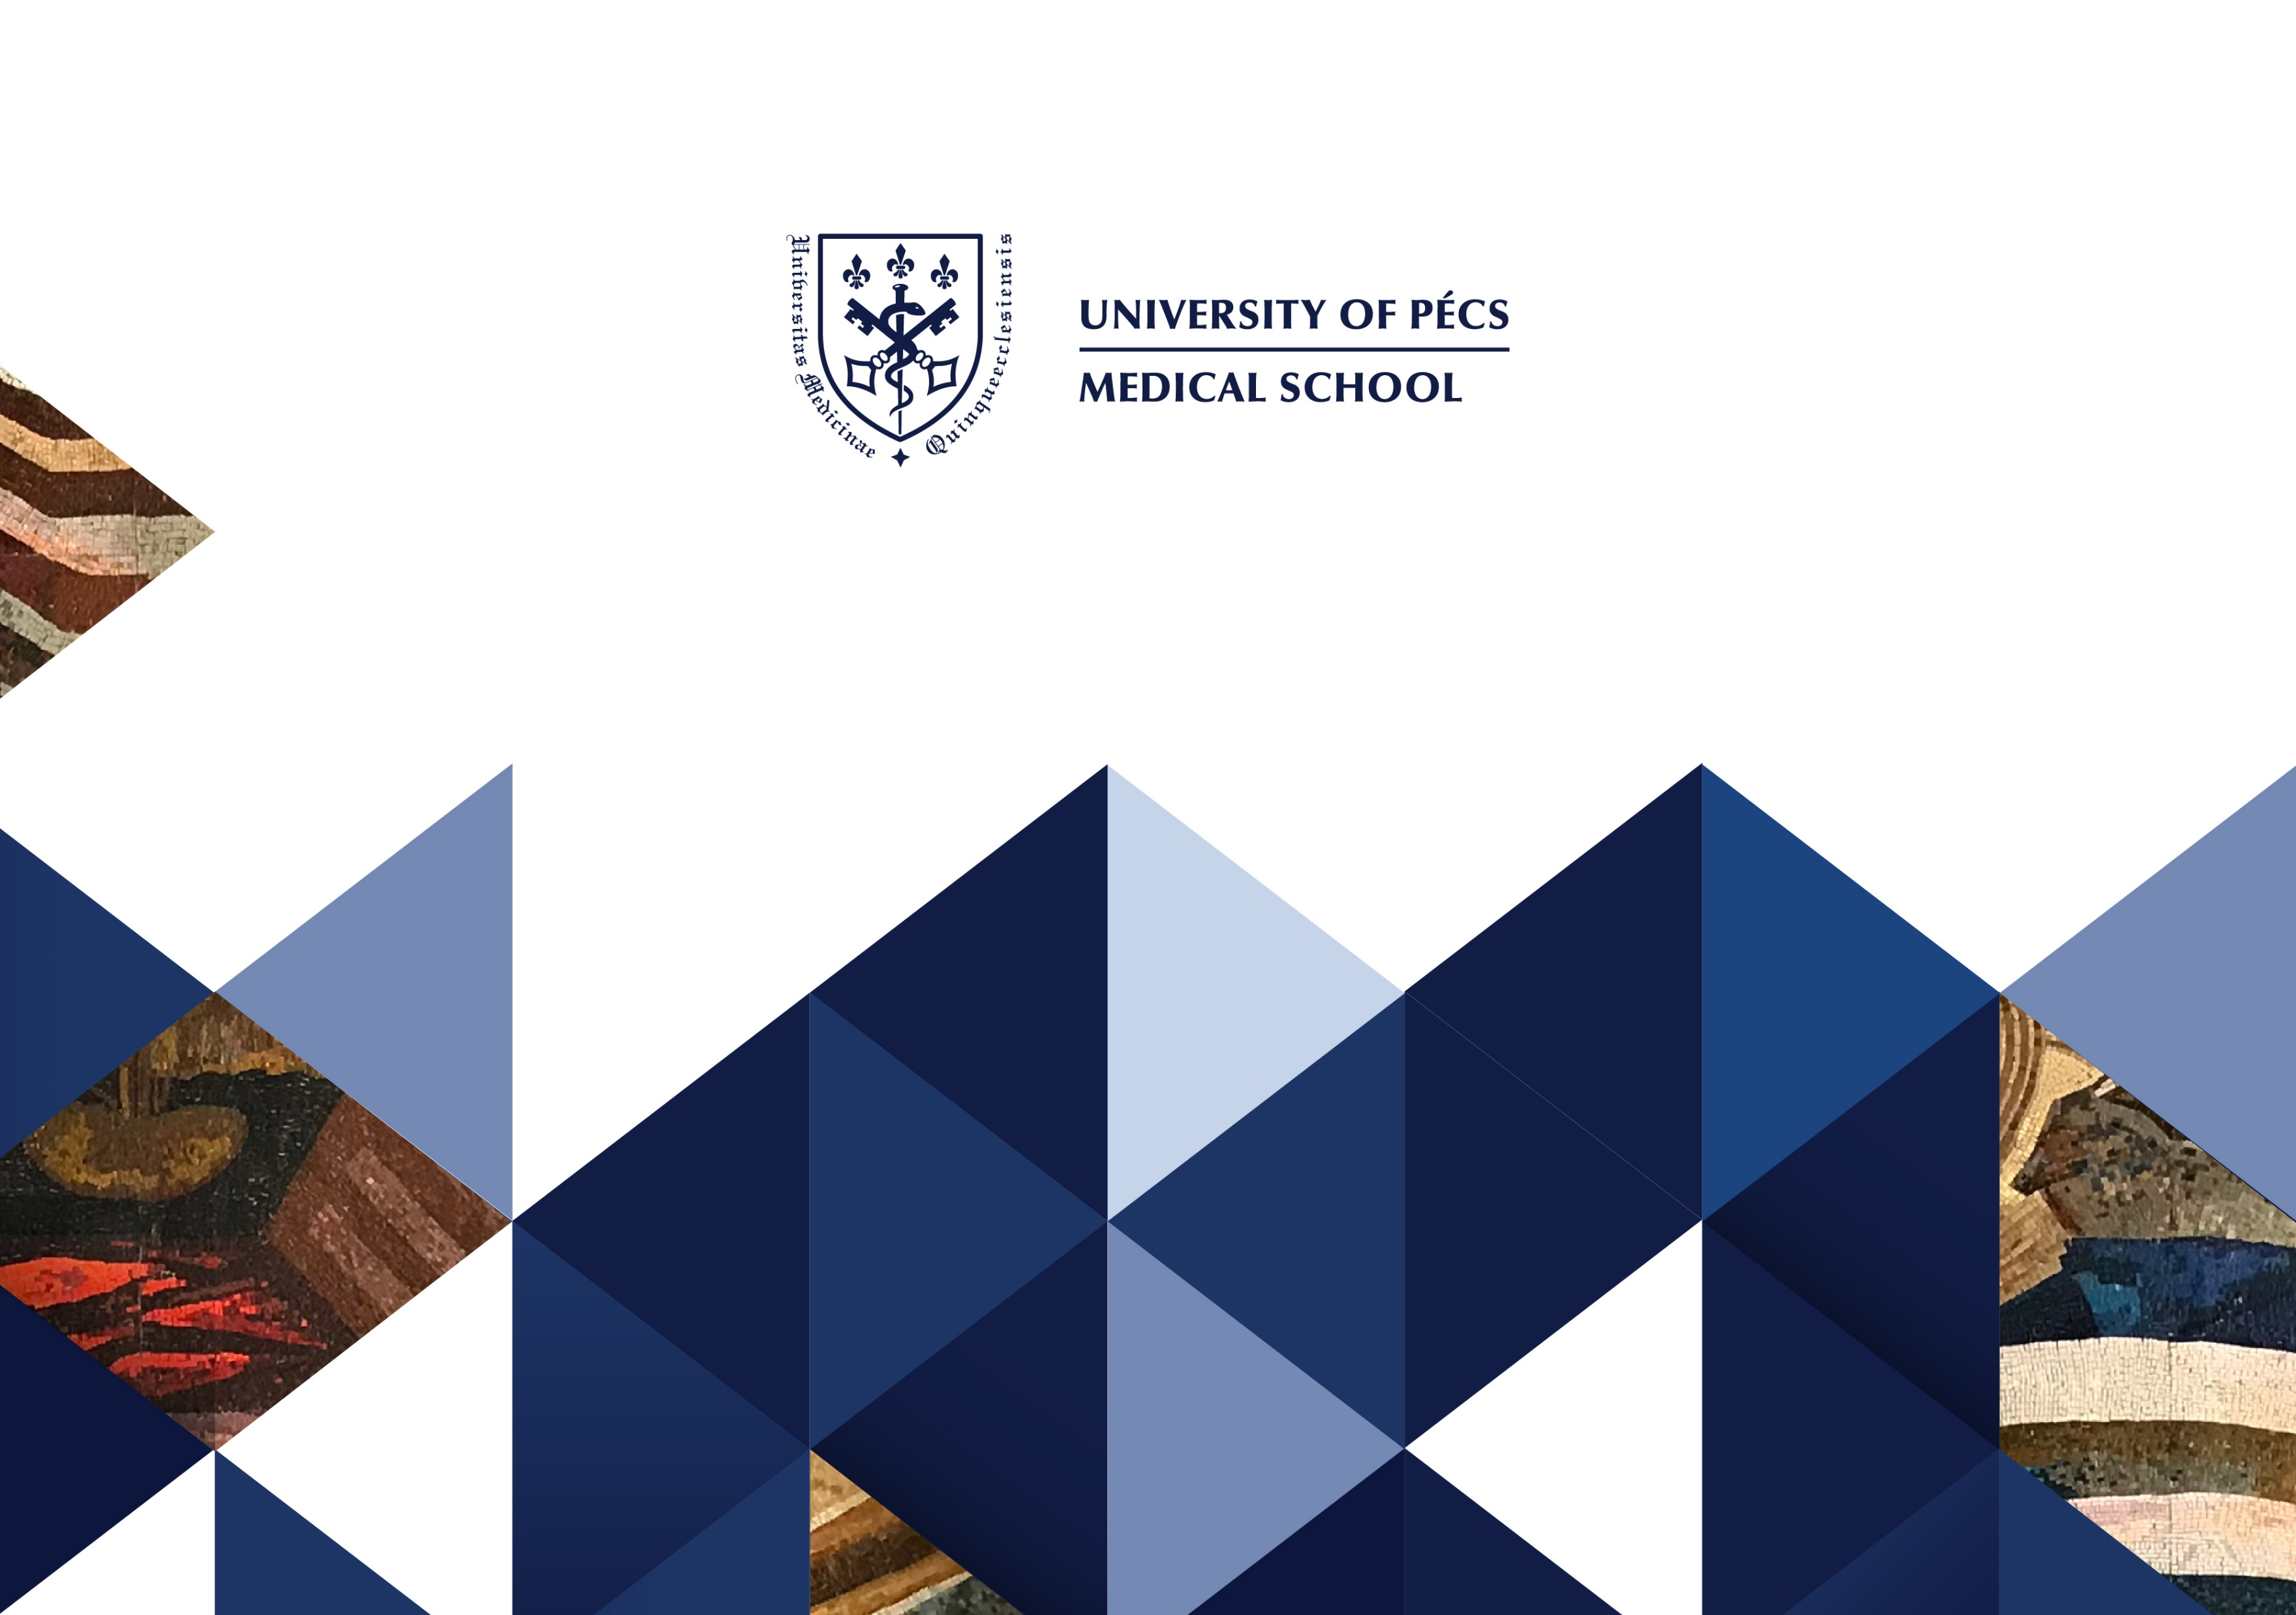 Universitas Medicinae
Quinqueecclesiensis
UNIVERSITY OF PÉCS
MEDICAL SCHOOL